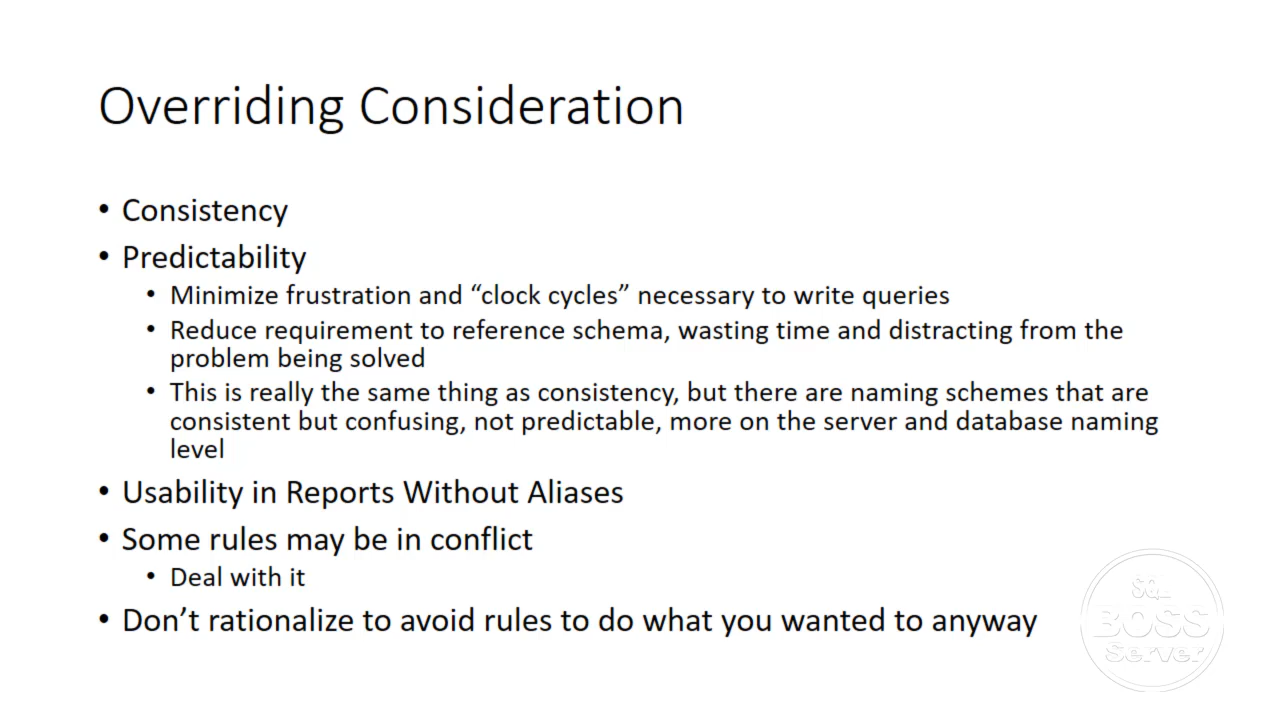 Overriding Consideration
• Consistency
• Predictability
• Minimize frustration and “clock cycles” necessary to write queries
• Reduce requirement to reference schema, wasting time and distracting from the
problem being solved
• This is really the same thing as consistency, but there are naming schemes that are
consistent but confusing, not predictable, more on the server and database naming
level
• Usability in Reports Without Aliases
• Some rules may be in conflict
• Deal with it
• Don’t rationalize to avoid rules to do what you wanted to anyway
SQL
BOSS
Server